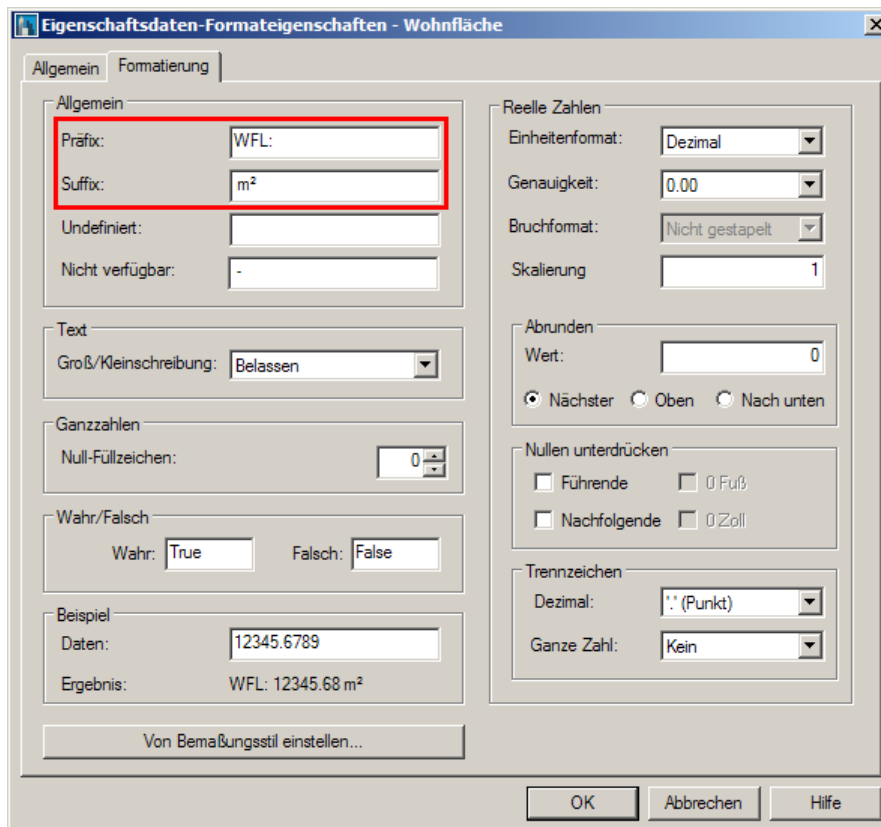 Eigenschaftsdaten-Formateigenschaften - Wohnfläche
Allgemein Formatierung
Allgemein
Präfix: WFL:
Suffix: m²
Undefiniert:
Nicht verfügbar: -
Text
Groß/Kleinschreibung: Belassen
Ganzzahlen
Null-Füllzeichen: 0
Wahr/Falsch
Wahr: True Falsch: False
Beispiel
Daten: 12345.6789
Ergebnis: WFL: 12345.68 m²
Von Bemaßungsstil einstellen...
Reelle Zahlen
Einheitenformat: Dezimal
Genauigkeit: 0.00
Bruchformat: Nicht gestapelt
Skalierung 1
Abrunden
Wert: 0
Nächster Oben Nach unten
Nullen unterdrücken
Führende 0 Fuß
Nachfolgende 0 Zoll
Trennzeichen
Dezimal: '.' (Punkt)
Ganze Zahl: Kein
OK Abbrechen Hilfe